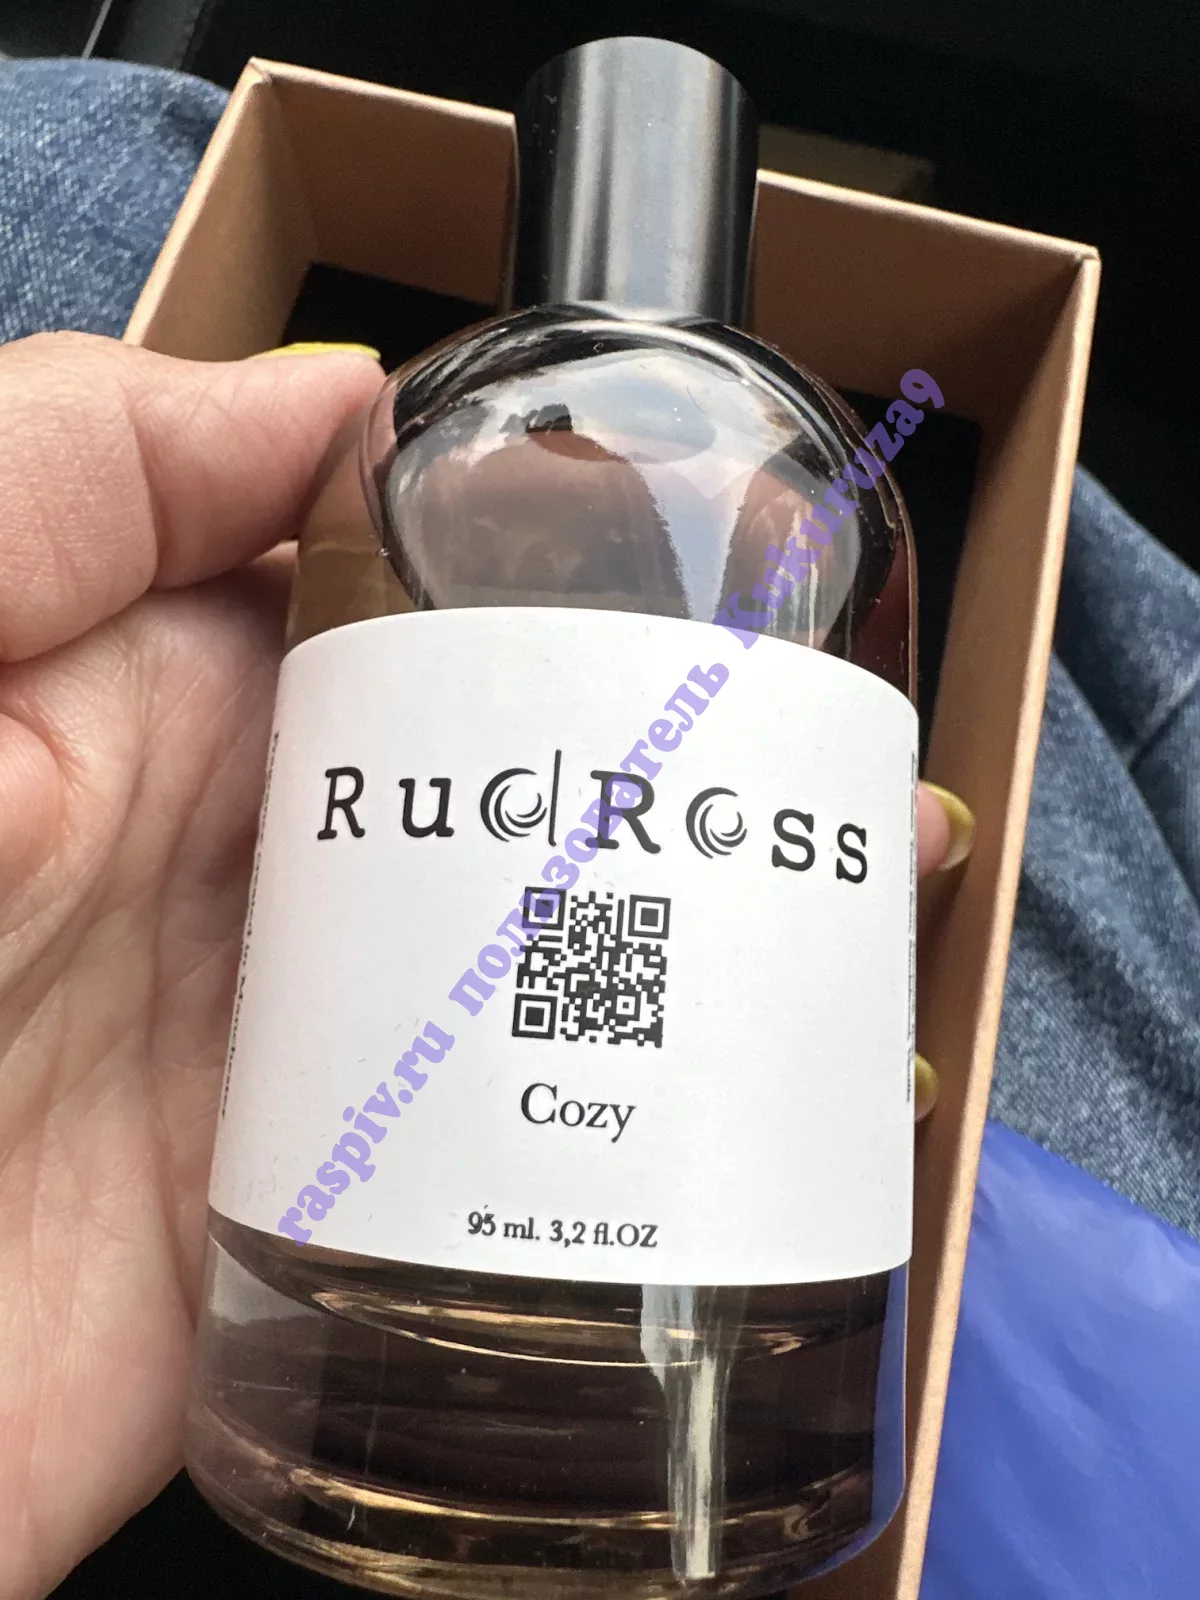 RudRoss
Cozy
95 ml. 3,2 fl.OZ
raspiv.ru пользователь Kukuruza9